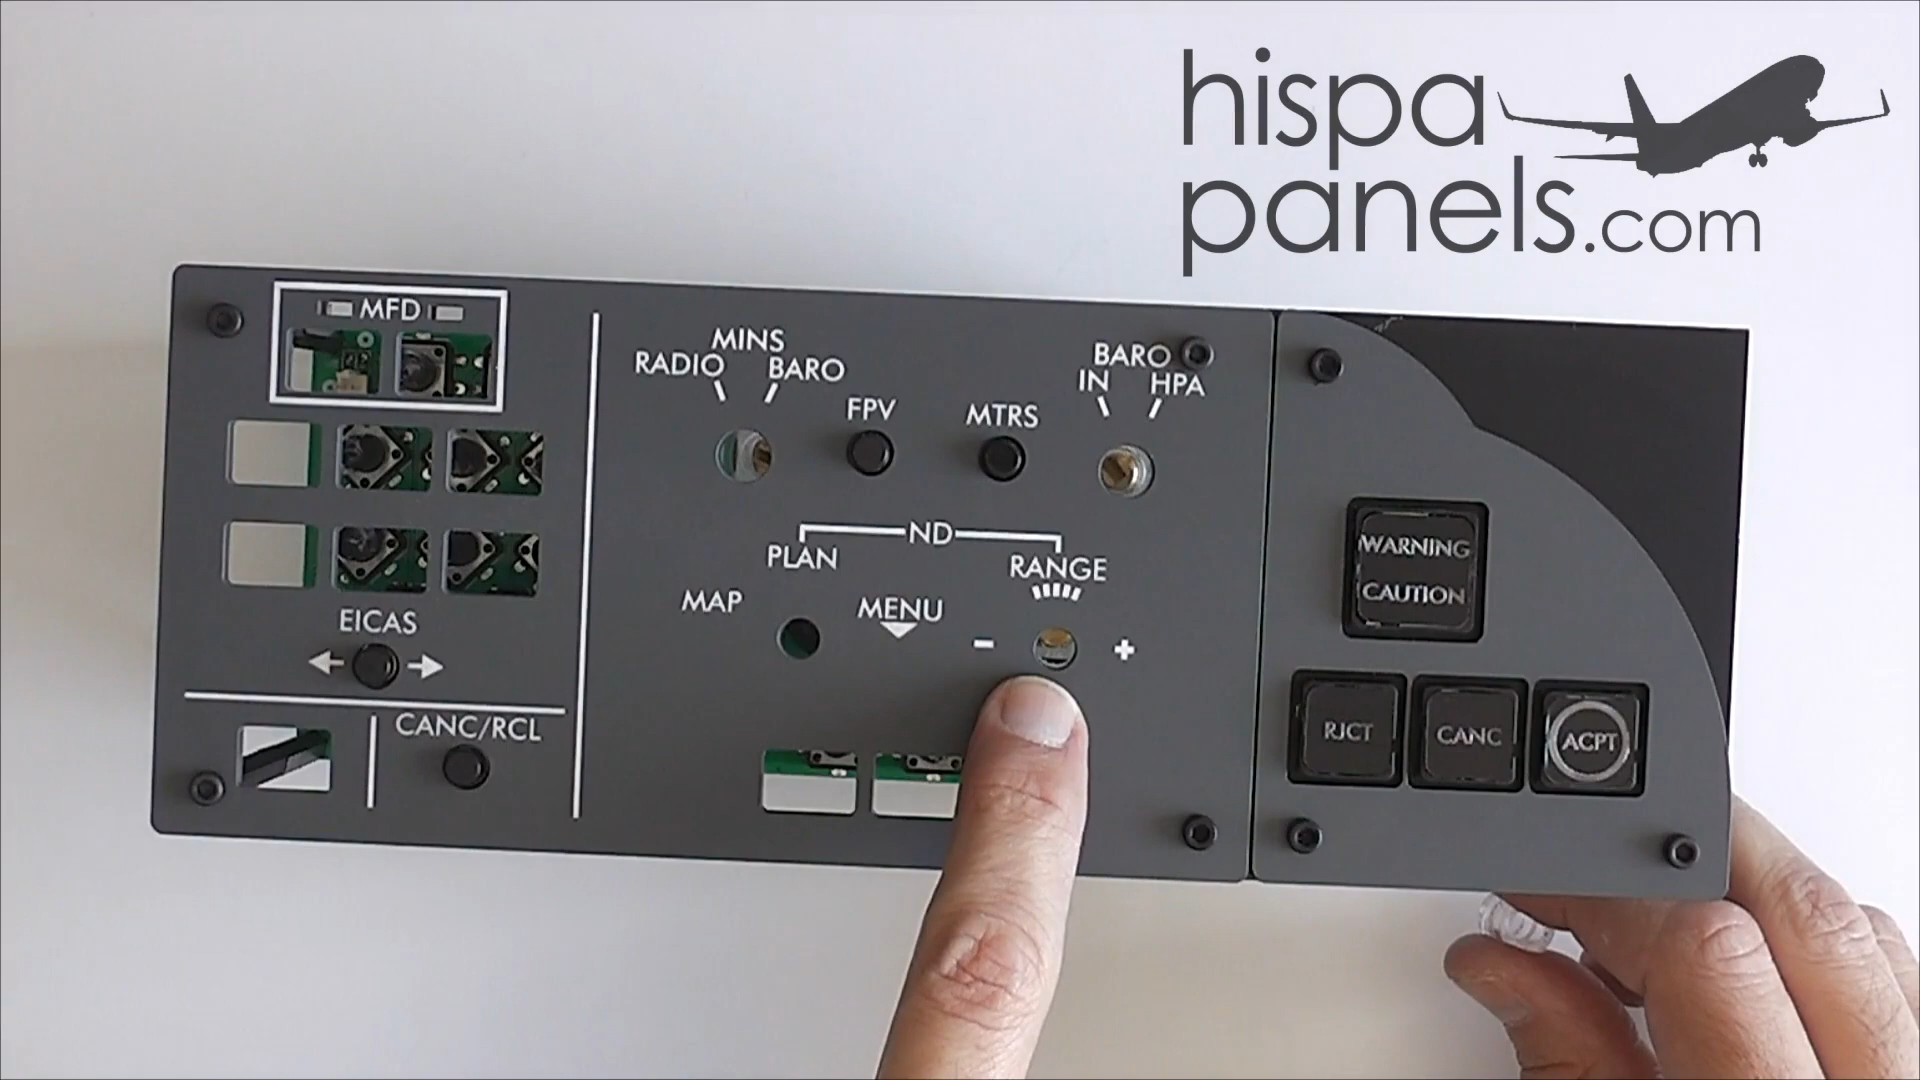 hispa
panels.com
MFD
EICAS
CANC/RCL
MINS
RADIO BARO
FPV
MTRS
BARO
IN HPA
ND
PLAN
RANGE
MAP
MENU
- +
WARNING
CAUTION
RJCT
CANC
ACPT